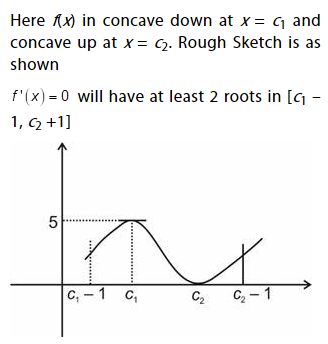 Here f(x) in concave down at x = c₁ and
concave up at x = c₂. Rough Sketch is as
shown
f'(x) = 0 will have at least 2 roots in [c₁ –
1, c₂ +1]
5
c₁ – 1 c₁ c₂ c₂ – 1